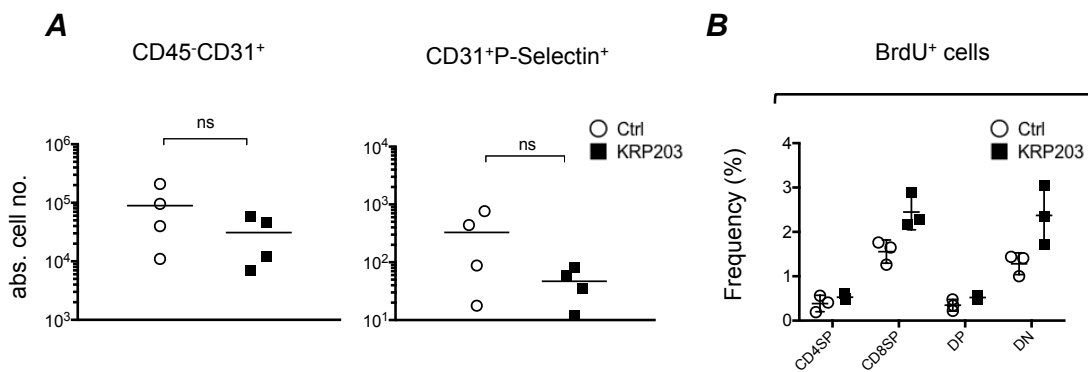 A
B
CD45-CD31+
CD31+P-Selectin+
BrdU+ cells
abs. cell no.
10⁶
10⁵
10⁴
10³
ns
10⁴
10³
10²
10¹
ns
Ctrl
KRP203
Frequency (%)
4
3
2
1
0
Ctrl
KRP203
CD4SP
CD8SP
DP
DN